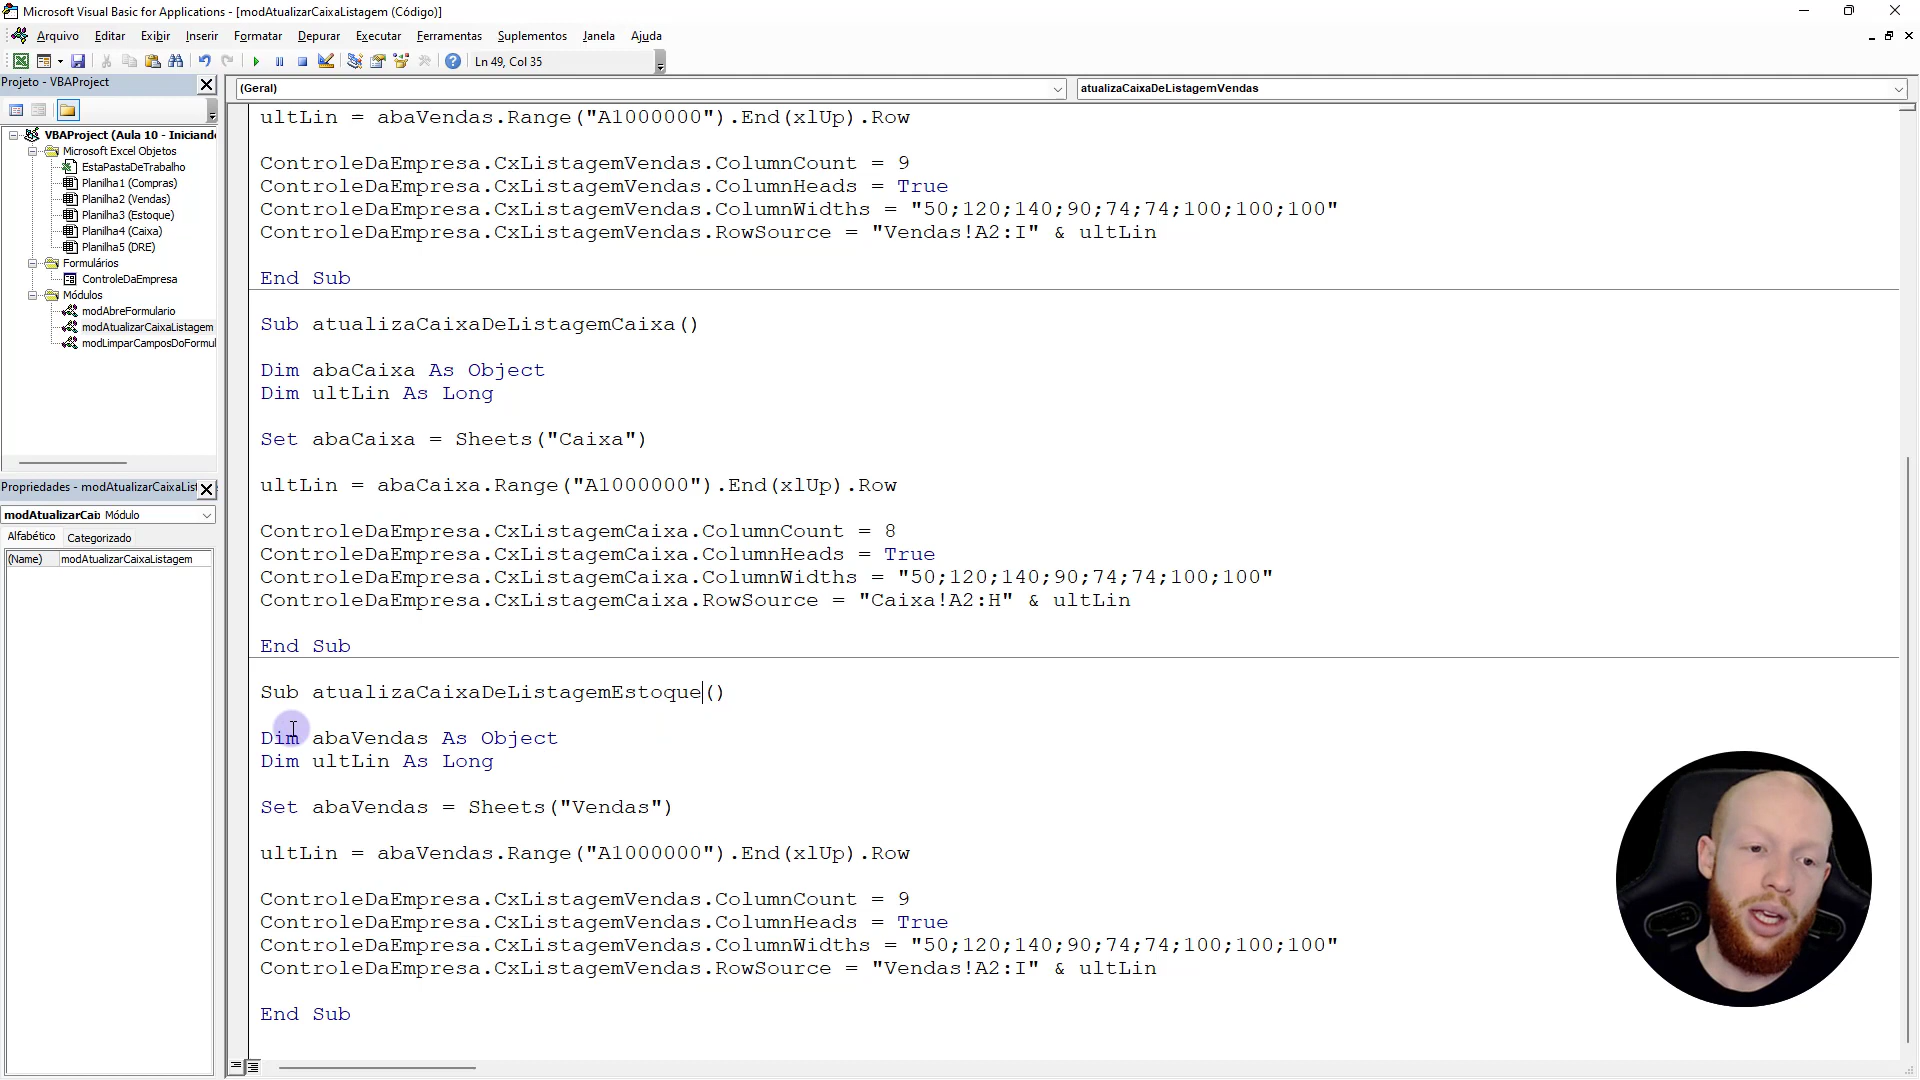 Microsoft Visual Basic for Applications - [modAtualizarCaixaListagem (Código)]
Arquivo Editar Exibir Inserir Formatar Depurar Executar Ferramentas Suplementos Janela Ajuda
Ln 49, Col 35
Projeto - VBAProject
(Geral)
atualizaCaixaDeListagemVendas
VBAProject (Aula 10 - Iniciand
Microsoft Excel Objetos
EstaPastaDeTrabalho
Planilha1 (Compras)
Planilha2 (Vendas)
Planilha3 (Estoque)
Planilha4 (Caixa)
Planilha5 (DRE)
Formulários
ControleDaEmpresa
Módulos
modAbreFormulario
modAtualizarCaixaListagem
modLimparCamposDoFormul
Propriedades - modAtualizarCaixaList
modAtualizarCai Módulo
Alfabético Categorizado
(Name) modAtualizarCaixaListagem
ultLin = abaVendas.Range("A1000000").End(xlUp).Row
ControleDaEmpresa.CxListagemVendas.ColumnCount = 9
ControleDaEmpresa.CxListagemVendas.ColumnHeads = True
ControleDaEmpresa.CxListagemVendas.ColumnWidths = "50;120;140;90;74;74;100;100;100"
ControleDaEmpresa.CxListagemVendas.RowSource = "Vendas!A2:I" & ultLin
End Sub
Sub atualizaCaixaDeListagemCaixa()
Dim abaCaixa As Object
Dim ultLin As Long
Set abaCaixa = Sheets("Caixa")
ultLin = abaCaixa.Range("A1000000").End(xlUp).Row
ControleDaEmpresa.CxListagemCaixa.ColumnCount = 8
ControleDaEmpresa.CxListagemCaixa.ColumnHeads = True
ControleDaEmpresa.CxListagemCaixa.ColumnWidths = "50;120;140;90;74;74;100;100"
ControleDaEmpresa.CxListagemCaixa.RowSource = "Caixa!A2:H" & ultLin
End Sub
Sub atualizaCaixaDeListagemEstoque()
Dim abaVendas As Object
Dim ultLin As Long
Set abaVendas = Sheets("Vendas")
ultLin = abaVendas.Range("A1000000").End(xlUp).Row
ControleDaEmpresa.CxListagemVendas.ColumnCount = 9
ControleDaEmpresa.CxListagemVendas.ColumnHeads = True
ControleDaEmpresa.CxListagemVendas.ColumnWidths = "50;120;140;90;74;74;100;100;100"
ControleDaEmpresa.CxListagemVendas.RowSource = "Vendas!A2:I" & ultLin
End Sub